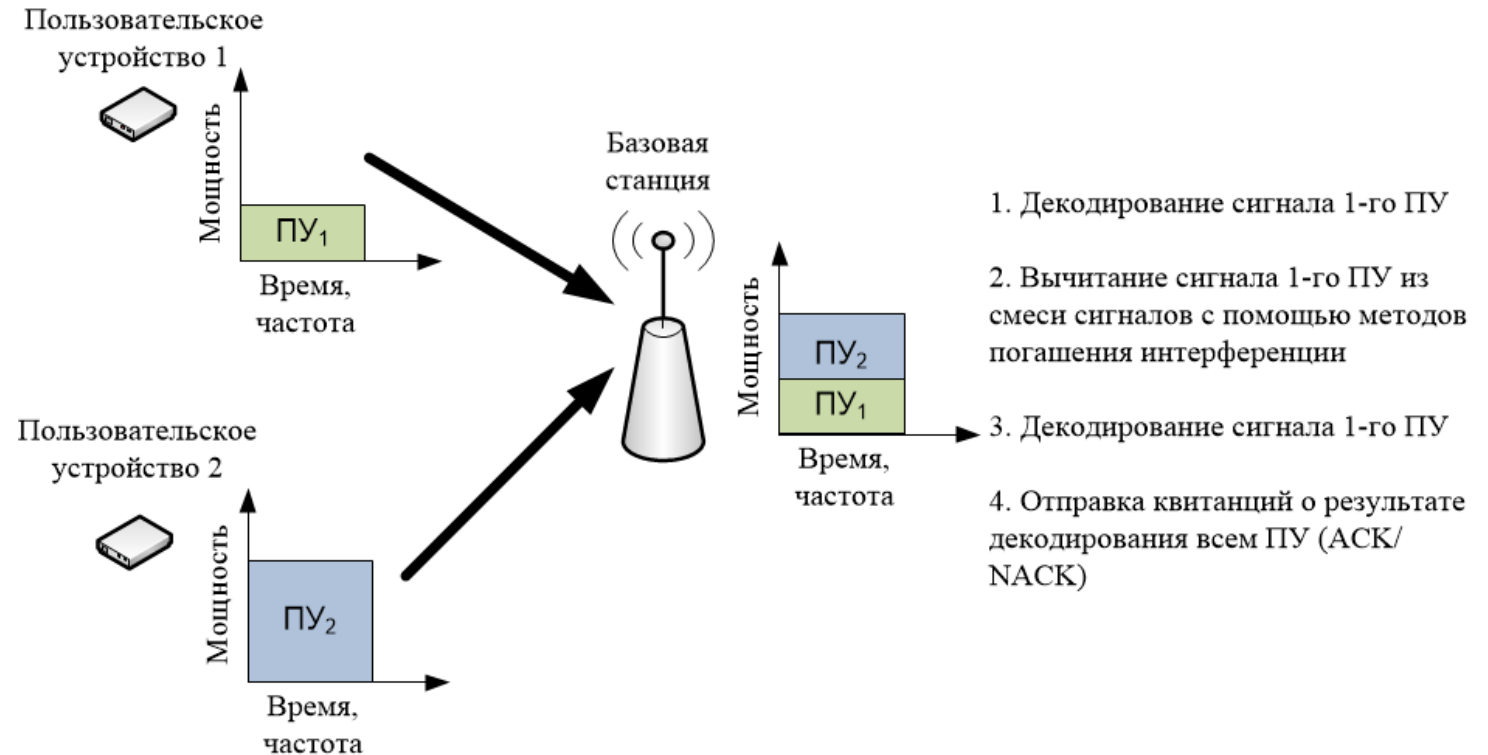 Пользовательское
устройство 1
Мощность
ПУ₁
Время,
частота
Базовая
станция
Пользовательское
устройство 2
Мощность
ПУ₂
Время,
частота
Мощность
ПУ₂
ПУ₁
Время,
частота
1. Декодирование сигнала 1-го ПУ
2. Вычитание сигнала 1-го ПУ из
смеси сигналов с помощью методов
погашения интерференции
3. Декодирование сигнала 1-го ПУ
4. Отправка квитанций о результате
декодирования всем ПУ (ACK/
NACK)